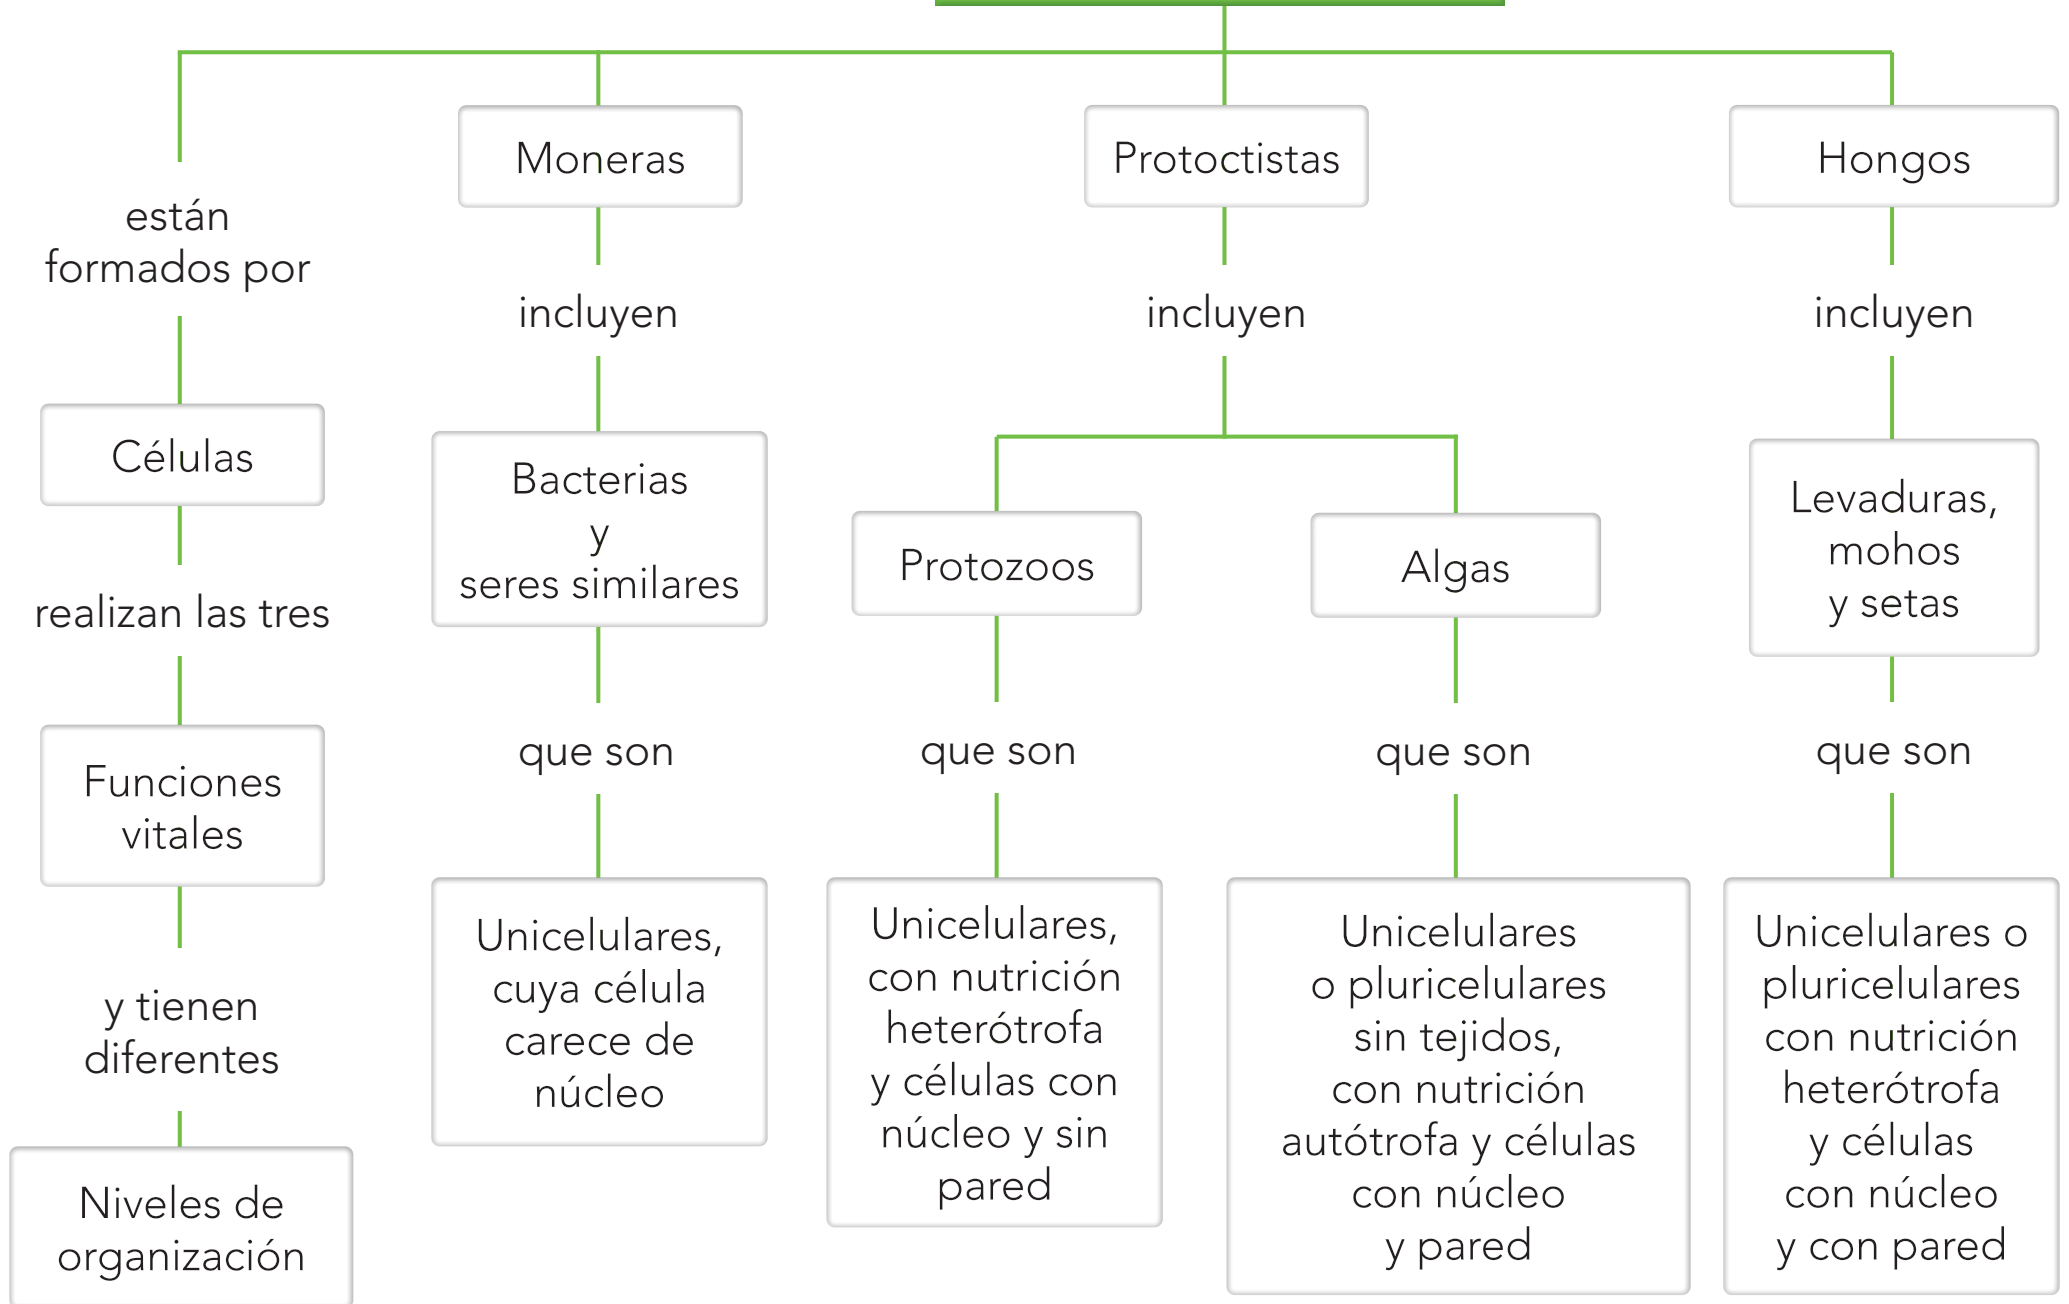 están
formados por
Células
realizan las tres
Funciones
vitales
y tienen
diferentes
Niveles de
organización
Moneras
incluyen
Bacterias
y
seres similares
que son
Unicelulares,
cuya célula
carece de
núcleo
Protoctistas
incluyen
Protozoos
que son
Unicelulares,
con nutrición
heterótrofa
y células con
núcleo y sin
pared
Algas
que son
Unicelulares
o pluricelulares
sin tejidos,
con nutrición
autótrofa y células
con núcleo
y pared
Hongos
incluyen
Levaduras,
mohos
y setas
que son
Unicelulares o
pluricelulares
con nutrición
heterótrofa
y células
con núcleo
y con pared